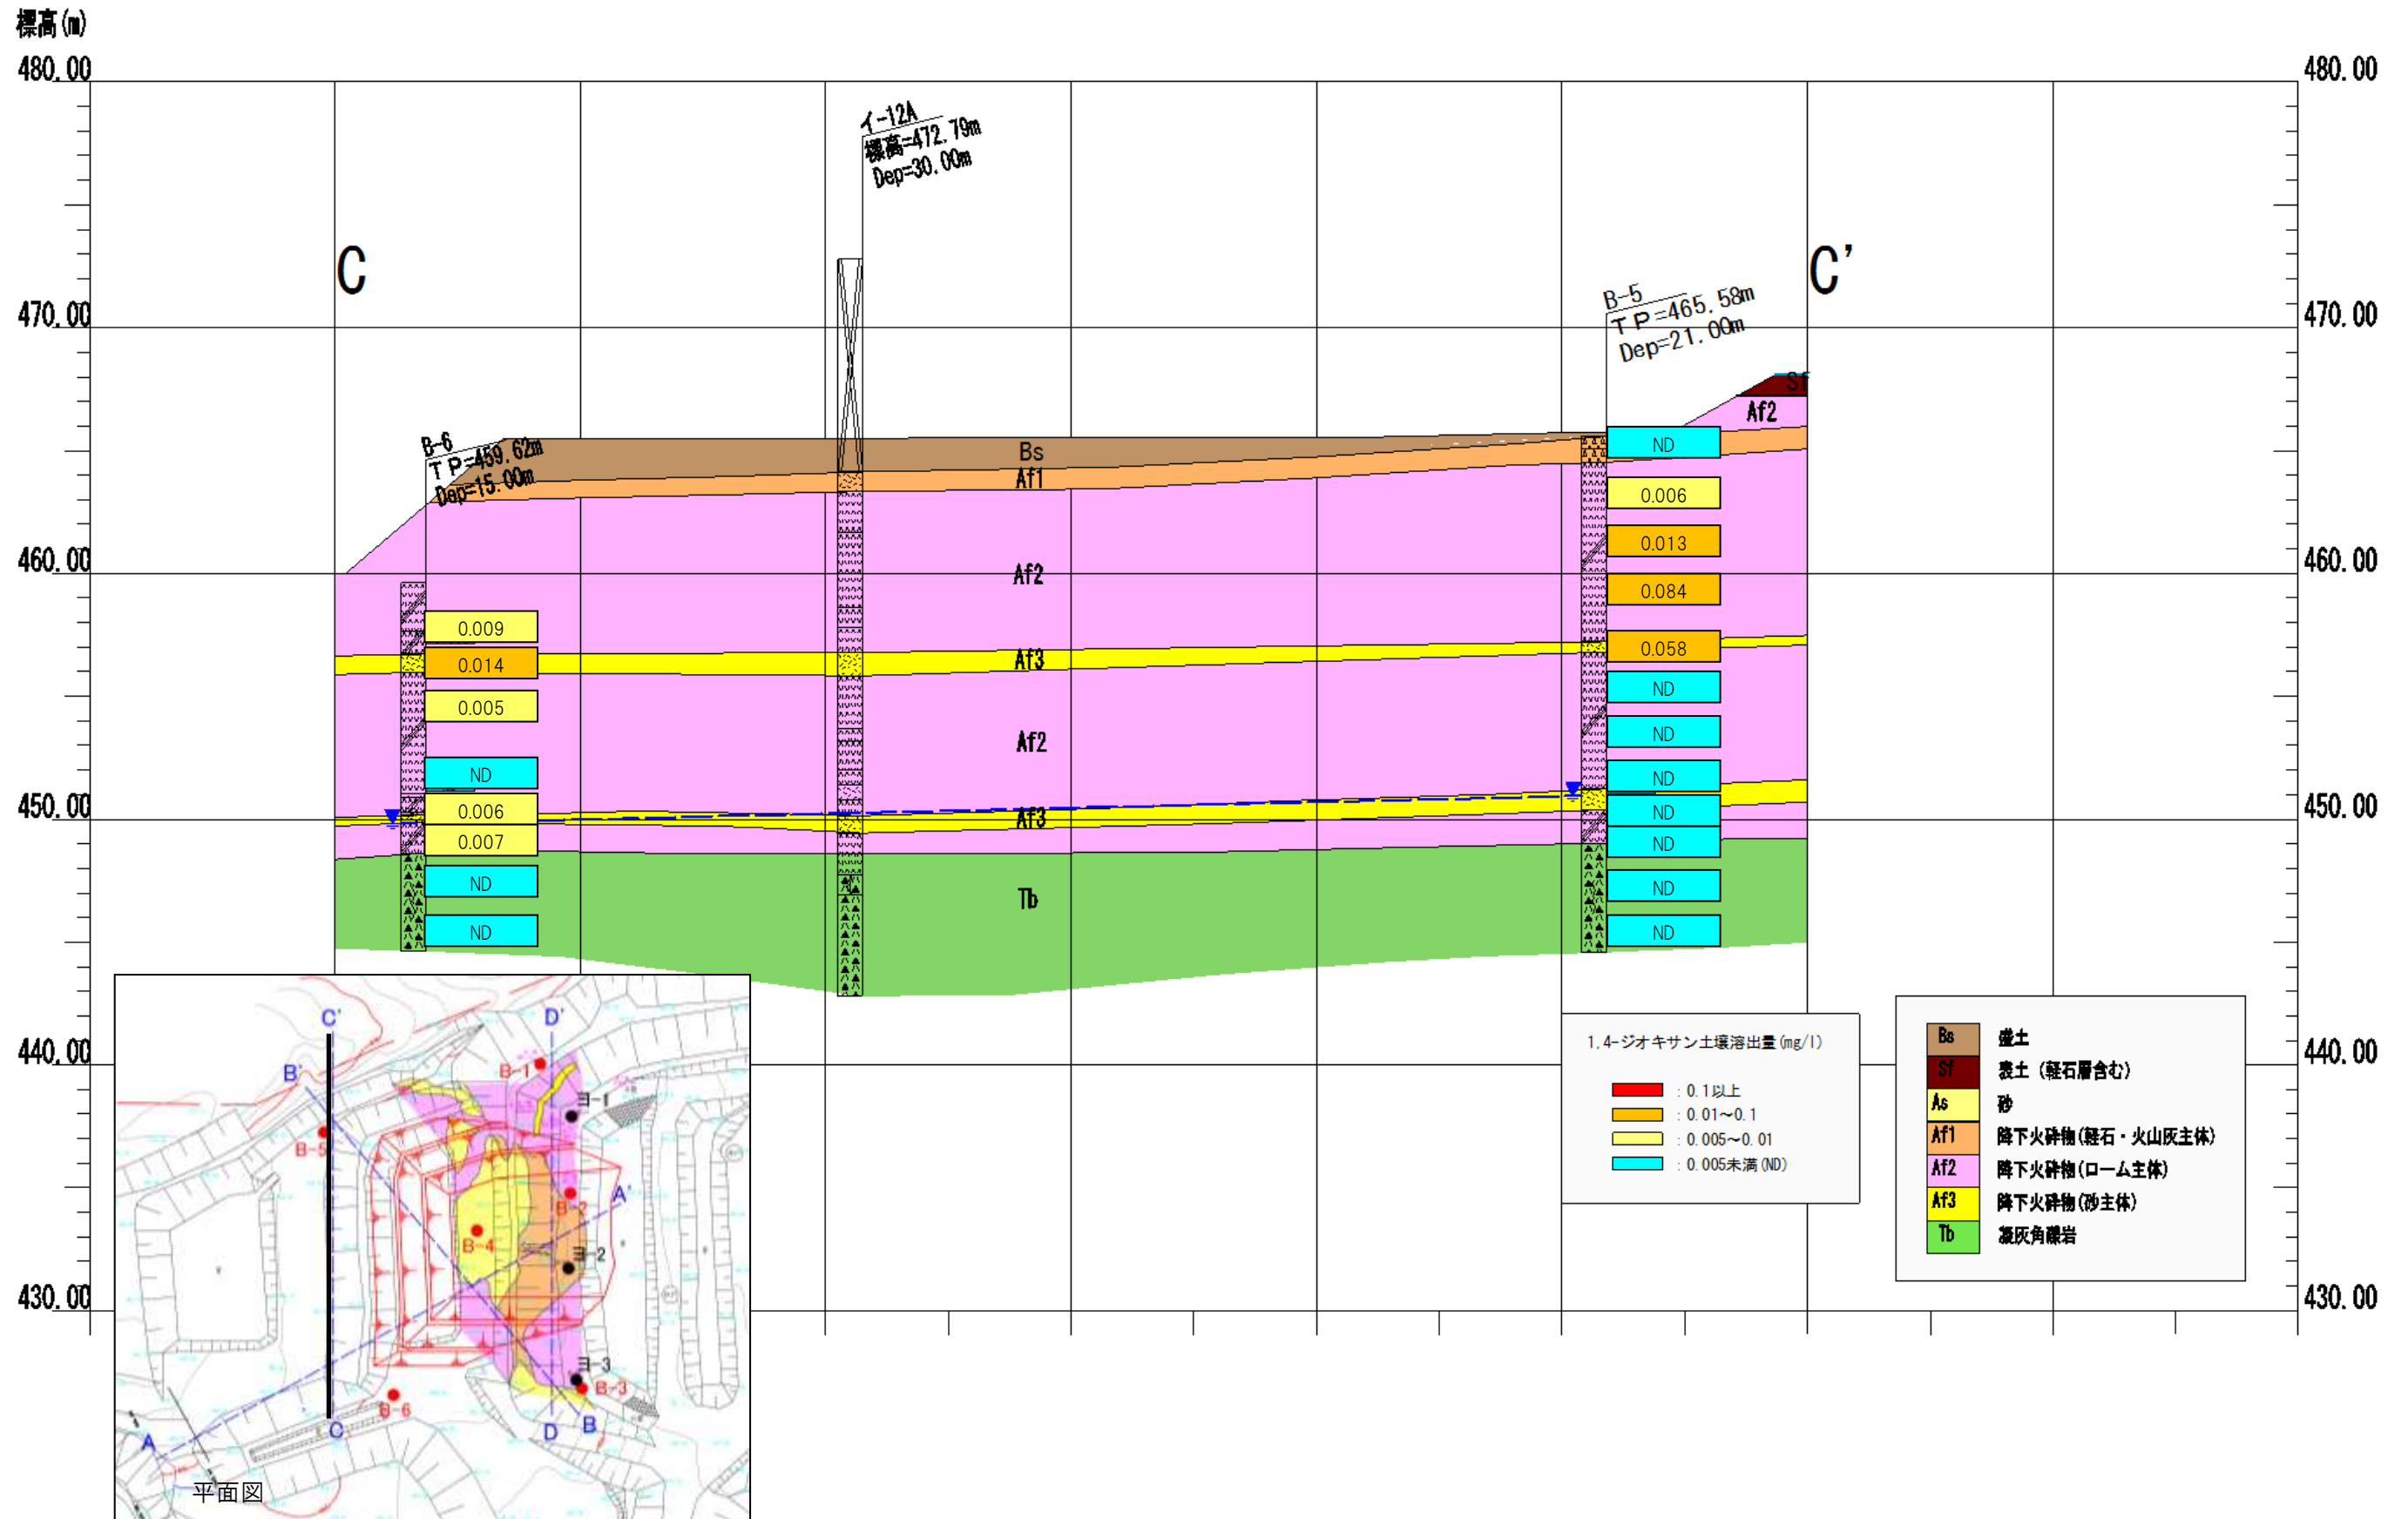 標高(m)
480.00
480.00
イ-12A
標高=472.79m
Dep=30.00m
C
C'
B-5
ＴＰ=465.58m
Dep=21.00m
470.00
470.00
Sf
Af2
B-6
ＴＰ=459.62m
Dep=15.00m
Bs
Af1
ND
0.006
0.013
460.00
Af2
0.084
460.00
0.009
0.014
Af3
0.058
0.005
ND
Af2
ND
ND
ND
450.00
0.006
Af3
ND
450.00
0.007
ND
ND
Tb
ND
ND
ND
440.00
440.00
430.00
430.00
C'
D'
B-1
B'
ヨ-1
B-5
A'
B-2
B-4
ヨ-2
ヨ-3
B-3
B-6
A
C
D
B
平面図
1,4-ジオキサン土壌溶出量(mg/l)
：0.1以上
：0.01～0.1
：0.005～0.01
：0.005未満(ND)
Bs 盛土
Sf 表土（軽石層含む）
As 砂
Af1 降下火砕物(軽石・火山灰主体)
Af2 降下火砕物(ローム主体)
Af3 降下火砕物(砂主体)
Tb 凝灰角礫岩